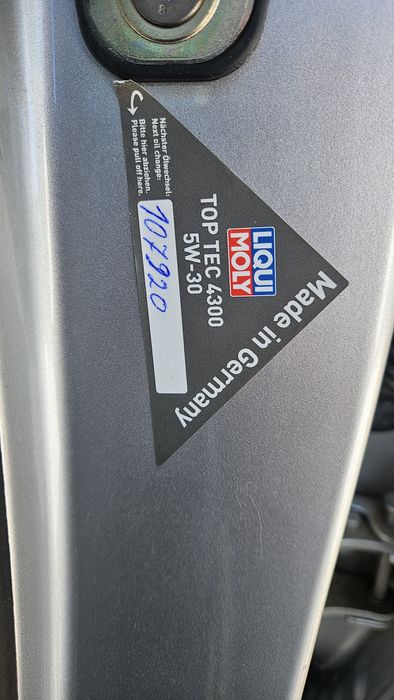 Made in Germany
LIQUI
MOLY
TOP TEC 4300
5W-30
Nächster Ölwechsel:
Next oil change:
107920
Bitte hier abziehen.
Please pull off here.
8